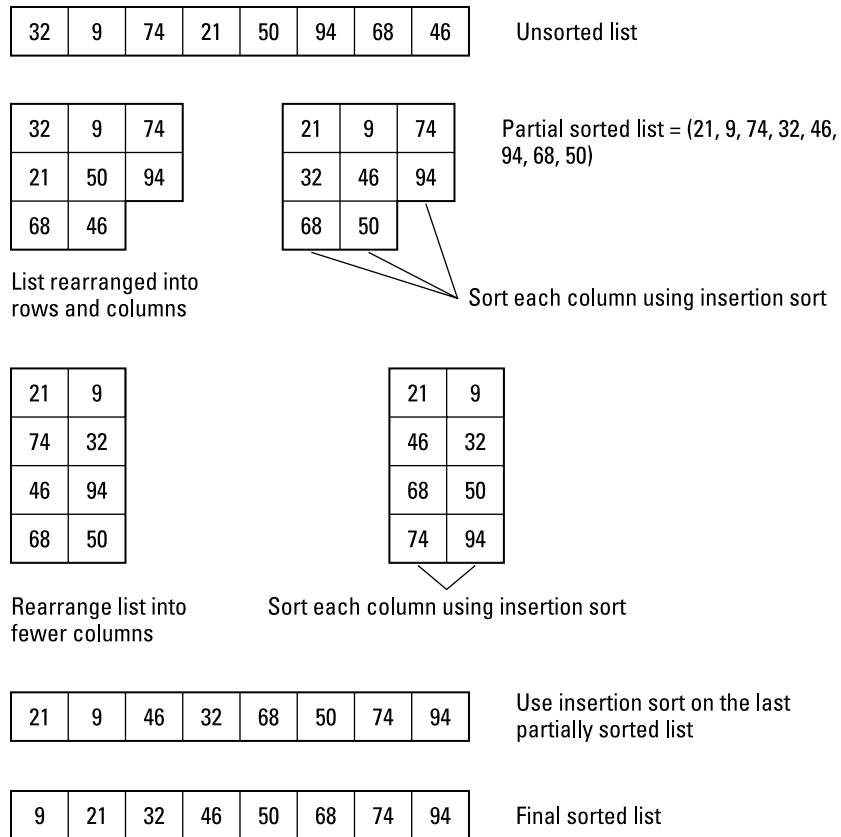 32 9 74 21 50 94 68 46 Unsorted list
32 9 74
21 50 94
68 46
List rearranged into
rows and columns
21 9 74
32 46 94
68 50
Partial sorted list = (21, 9, 74, 32, 46,
94, 68, 50)
Sort each column using insertion sort
21 9
74 32
46 94
68 50
Rearrange list into
fewer columns
21 9
46 32
68 50
74 94
Sort each column using insertion sort
21 9 46 32 68 50 74 94
Use insertion sort on the last
partially sorted list
9 21 32 46 50 68 74 94 Final sorted list